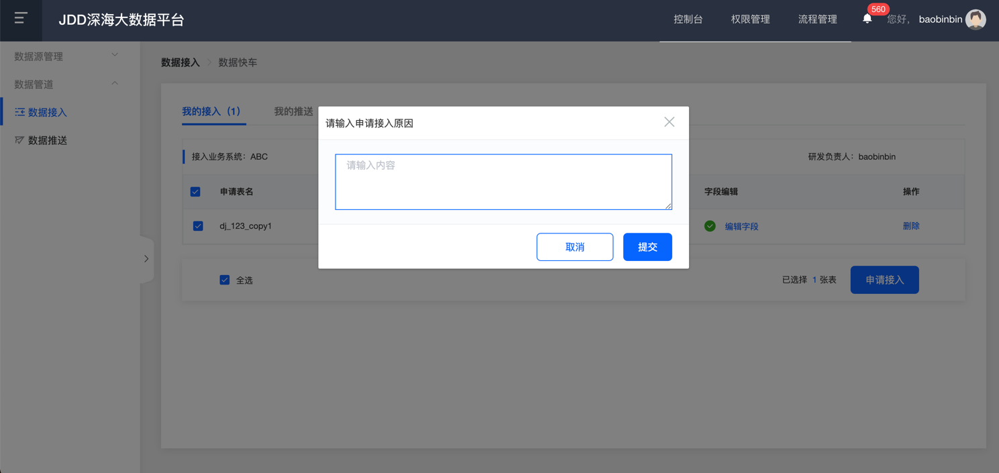 JDD深海大数据平台
控制台 权限管理 流程管理 560 您好， baobinbin
数据源管理
数据管道
数据接入
数据推送
数据接入 数据快车
我的接入（1） 我的推送
请输入申请接入原因
请输入内容
取消 提交
接入业务系统：ABC 研发负责人：baobinbin
申请表名 字段编辑 操作
dj_123_copy1 编辑字段 删除
全选 已选择 1 张表 申请接入